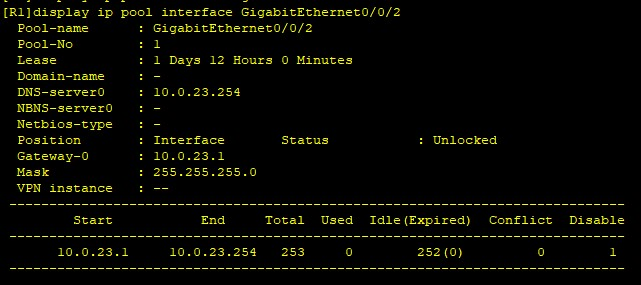 [R1]display ip pool interface GigabitEthernet0/0/2
Pool-name : GigabitEthernet0/0/2
Pool-No : 1
Lease : 1 Days 12 Hours 0 Minutes
Domain-name : -
DNS-server0 : 10.0.23.254
NBNS-server0 : -
Netbios-type : -
Position : Interface Status : Unlocked
Gateway-0 : 10.0.23.1
Mask : 255.255.255.0
VPN instance : --
Start End Total Used Idle(Expired) Conflict Disable
10.0.23.1 10.0.23.254 253 0 252(0) 0 1